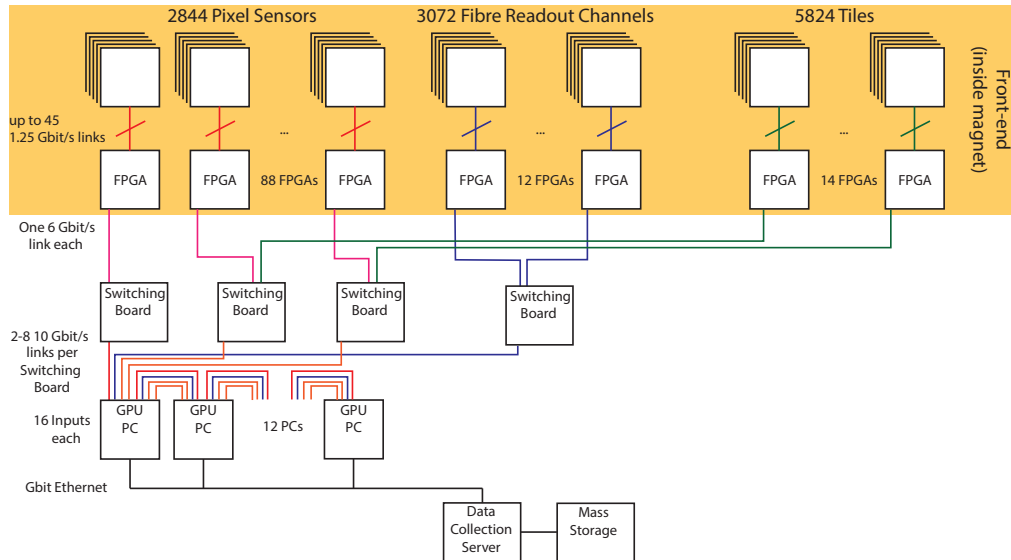 2844 Pixel Sensors
3072 Fibre Readout Channels
5824 Tiles
Front-end
(inside magnet)
up to 45
1.25 Gbit/s links
...
...
...
FPGA
FPGA
88 FPGAs
FPGA
FPGA
12 FPGAs
FPGA
FPGA
14 FPGAs
FPGA
One 6 Gbit/s
link each
Switching
Board
Switching
Board
Switching
Board
Switching
Board
2-8 10 Gbit/s
links per
Switching
Board
16 Inputs
each
GPU
PC
GPU
PC
12 PCs
GPU
PC
Gbit Ethernet
Data
Collection
Server
Mass
Storage